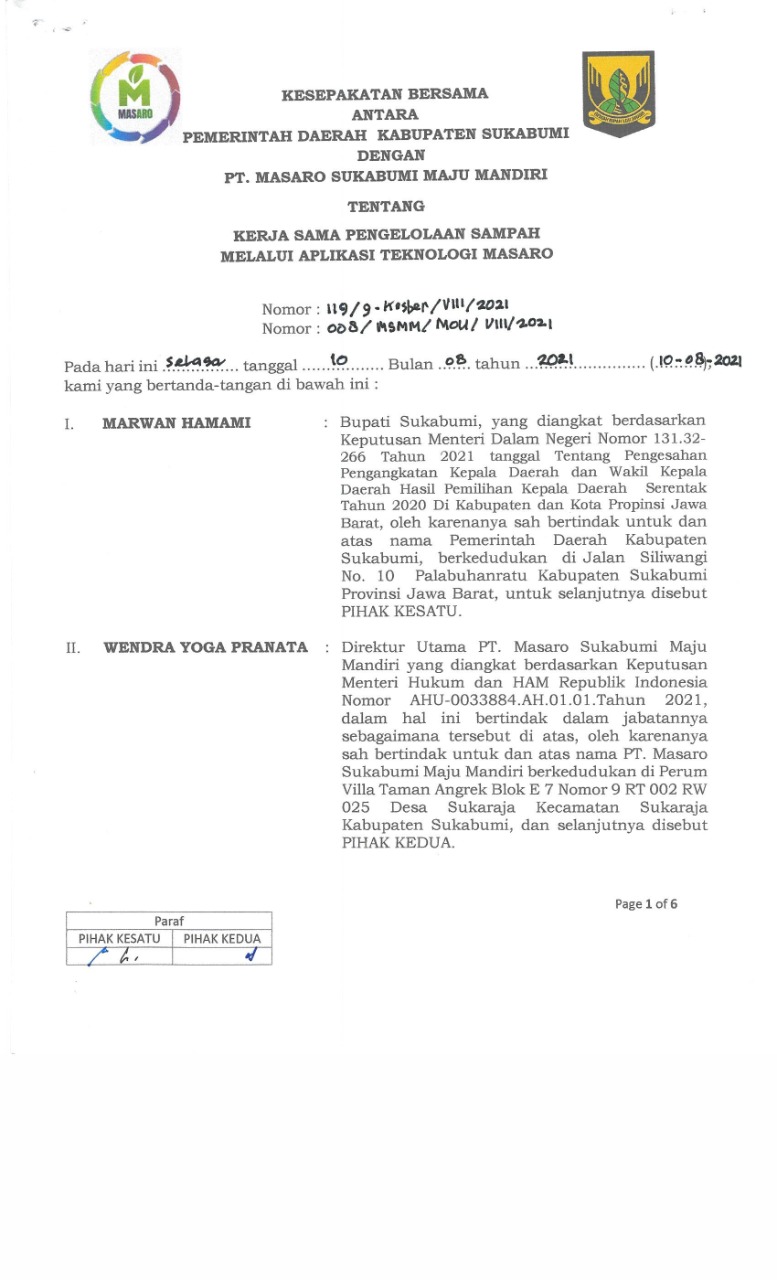 MASARO
KESEPAKATAN BERSAMA
ANTARA
PEMERINTAH DAERAH KABUPATEN SUKABUMI
DENGAN
PT. MASARO SUKABUMI MAJU MANDIRI
TENTANG
KERJA SAMA PENGELOLAAN SAMPAH
MELALUI APLIKASI TEKNOLOGI MASARO
Nomor : 119/9-Kesber/VIII/2021
Nomor : 008/MSMM/MOU/VIII/2021
Pada hari ini .Selasa... tanggal .....10....... Bulan .08. tahun ...2021.................... (.10-08-2021);
kami yang bertanda-tangan di bawah ini :
I. MARWAN HAMAMI : Bupati Sukabumi, yang diangkat berdasarkan
Keputusan Menteri Dalam Negeri Nomor 131.32-
266 Tahun 2021 tanggal Tentang Pengesahan
Pengangkatan Kepala Daerah dan Wakil Kepala
Daerah Hasil Pemilihan Kepala Daerah Serentak
Tahun 2020 Di Kabupaten dan Kota Propinsi Jawa
Barat, oleh karenanya sah bertindak untuk dan
atas nama Pemerintah Daerah Kabupaten
Sukabumi, berkedudukan di Jalan Siliwangi
No. 10 Palabuhanratu Kabupaten Sukabumi
Provinsi Jawa Barat, untuk selanjutnya disebut
PIHAK KESATU.
II. WENDRA YOGA PRANATA : Direktur Utama PT. Masaro Sukabumi Maju
Mandiri yang diangkat berdasarkan Keputusan
Menteri Hukum dan HAM Republik Indonesia
Nomor AHU-0033884.AH.01.01.Tahun 2021,
dalam hal ini bertindak dalam jabatannya
sebagaimana tersebut di atas, oleh karenanya
sah bertindak untuk dan atas nama PT. Masaro
Sukabumi Maju Mandiri berkedudukan di Perum
Villa Taman Angrek Blok E 7 Nomor 9 RT 002 RW
025 Desa Sukaraja Kecamatan Sukaraja
Kabupaten Sukabumi, dan selanjutnya disebut
PIHAK KEDUA.
Page 1 of 6
Paraf
PIHAK KESATU PIHAK KEDUA